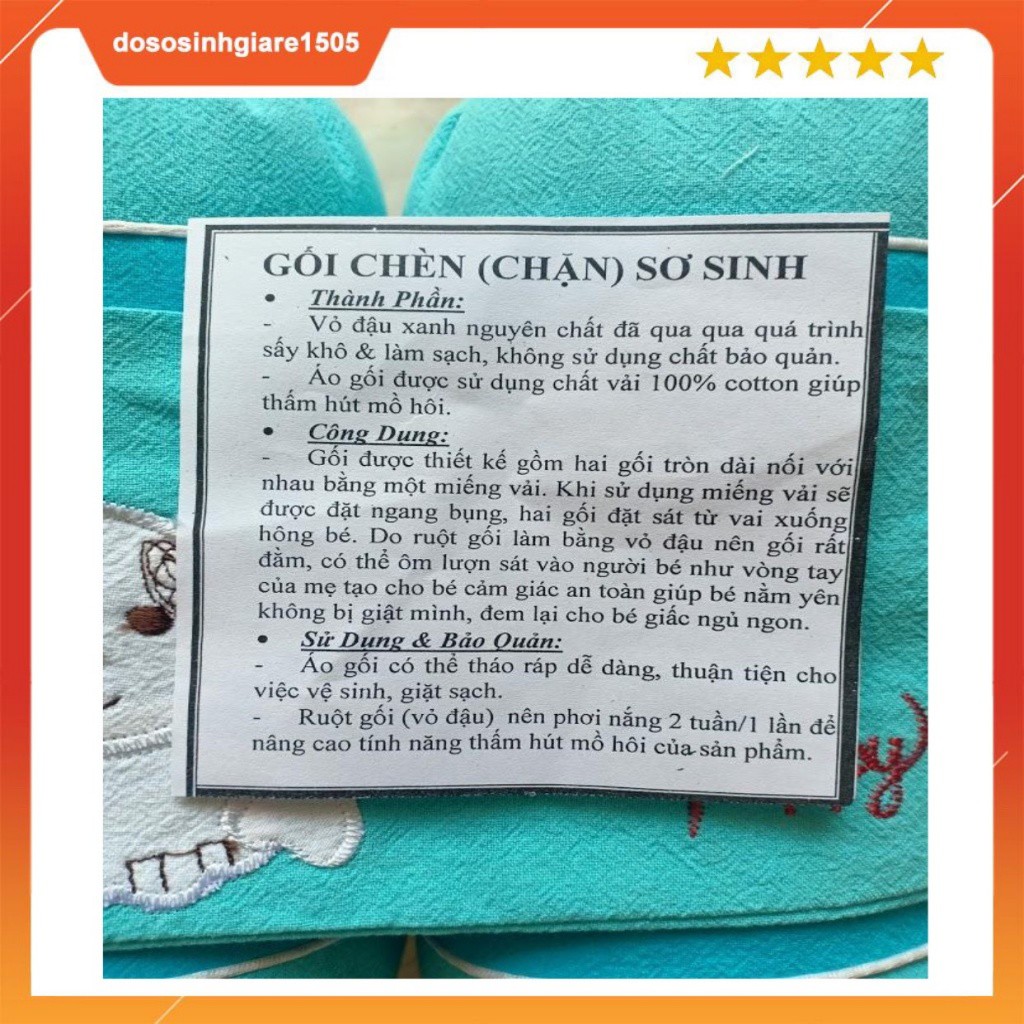 dososinhgiare1505
GỐI CHÈN (CHẶN) SƠ SINH
• Thành Phần:
- Vỏ đậu xanh nguyên chất đã qua qua quá trình
sấy khô & làm sạch, không sử dụng chất bảo quản.
- Áo gối được sử dụng chất vải 100% cotton giúp
thấm hút mồ hôi.
• Công Dụng:
- Gối được thiết kế gồm hai gối tròn dài nối với
nhau bằng một miếng vải. Khi sử dụng miếng vải sẽ
được đặt ngang bụng, hai gối đặt sát từ vai xuống
hông bé. Do ruột gối làm bằng vỏ đậu nên gối rất
đằm, có thể ôm lượn sát vào người bé như vòng tay
của mẹ tạo cho bé cảm giác an toàn giúp bé nằm yên
không bị giật mình, đem lại cho bé giấc ngủ ngon.
• Sử Dụng & Bảo Quản:
- Áo gối có thể tháo ráp dễ dàng, thuận tiện cho
việc vệ sinh, giặt sạch.
- Ruột gối (vỏ đậu) nên phơi nắng 2 tuần/1 lần để
nâng cao tính năng thấm hút mồ hôi của sản phẩm.